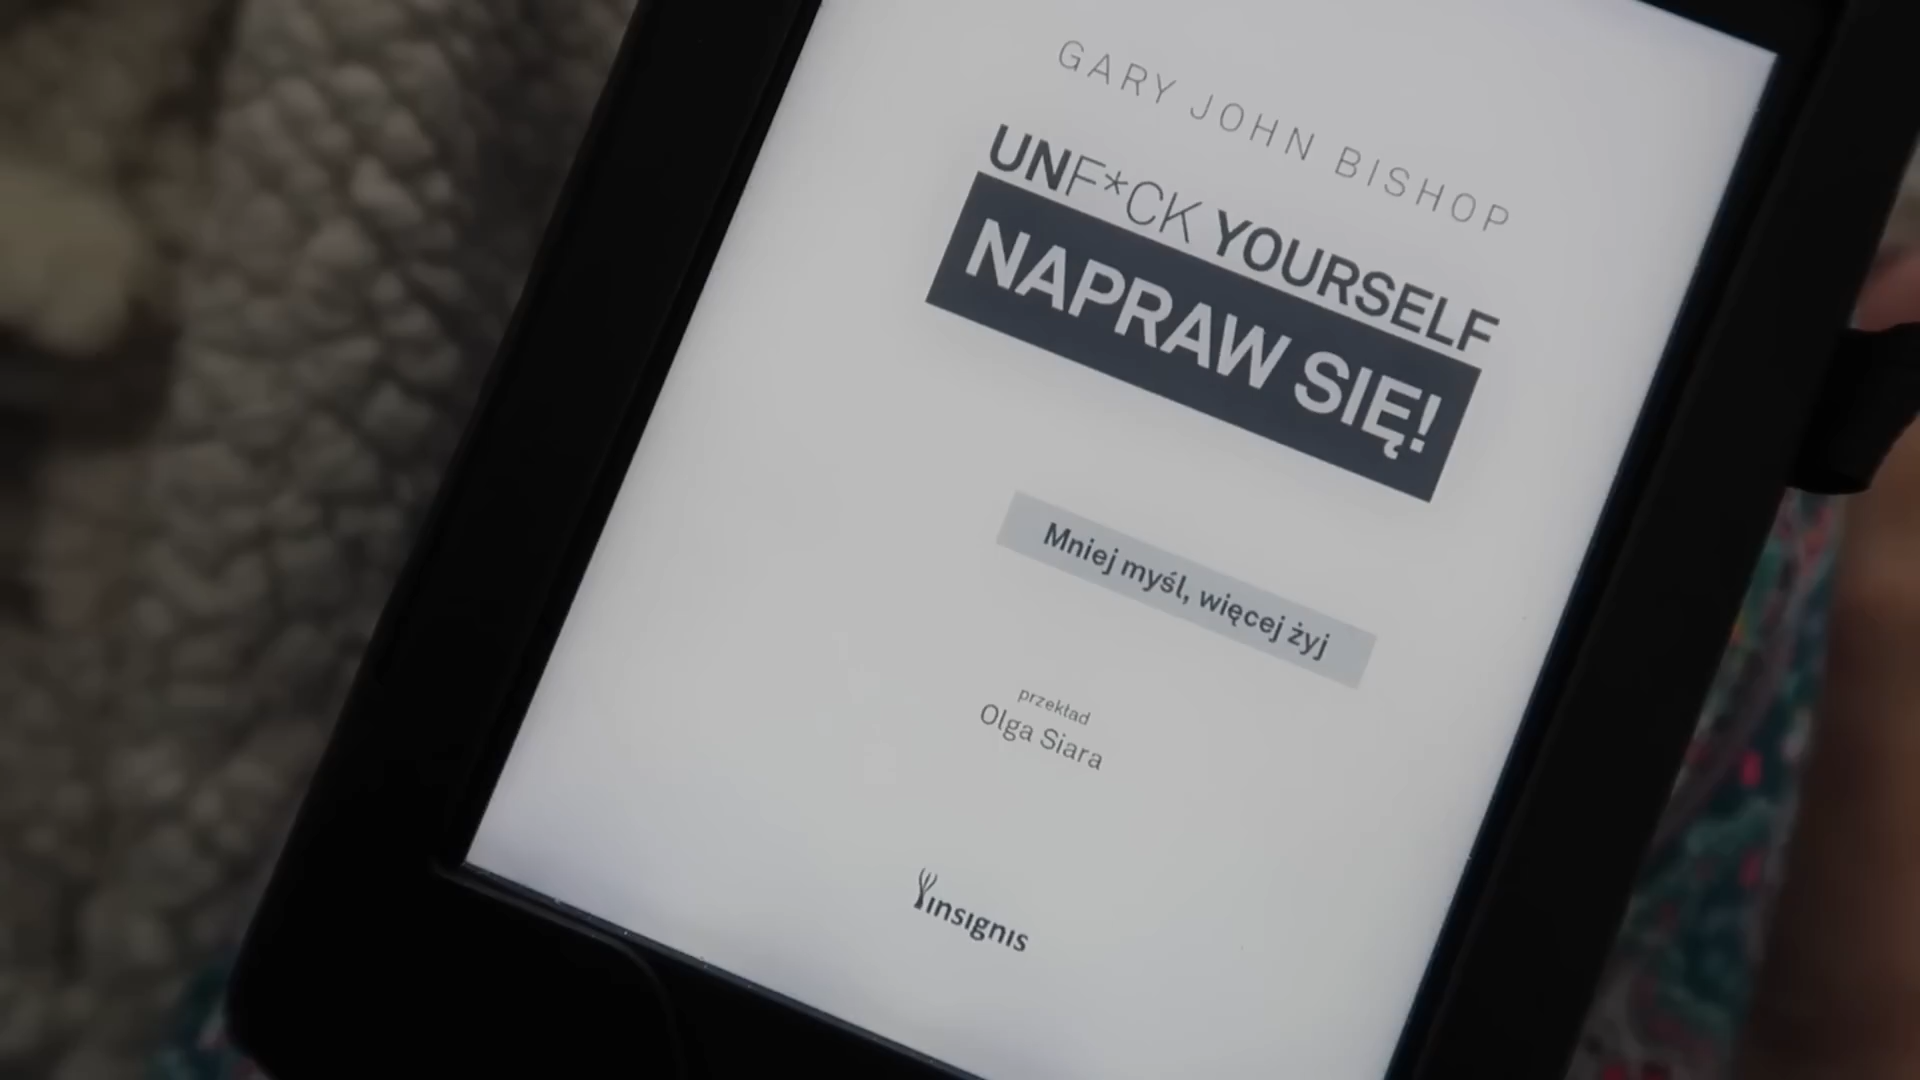 GARY JOHN BISHOP
UNF*CK YOURSELF
NAPRAW SIĘ!
Mniej myśl, więcej żyj
przekład
Olga Siara
insignis